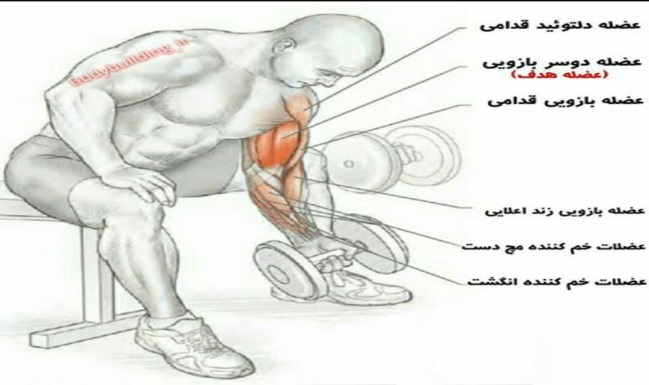 عضله دلتوئید قدامی
عضله دوسر بازویی
(عضله هدف)
عضله بازویی قدامی
عضله بازویی زند اعلایی
عضلات خم کننده مچ دست
عضلات خم کننده انگشت
Bodybuilding_ir